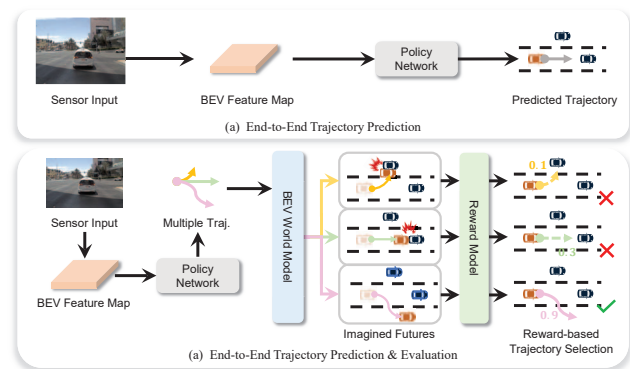 Policy
Network
Sensor Input
BEV Feature Map
Predicted Trajectory
(a) End-to-End Trajectory Prediction
Sensor Input
Multiple Traj.
BEV Feature Map
Policy
Network
BEV World Model
Imagined Futures
Reward Model
0.1
0.3
0.9
Reward-based
Trajectory Selection
(a) End-to-End Trajectory Prediction & Evaluation